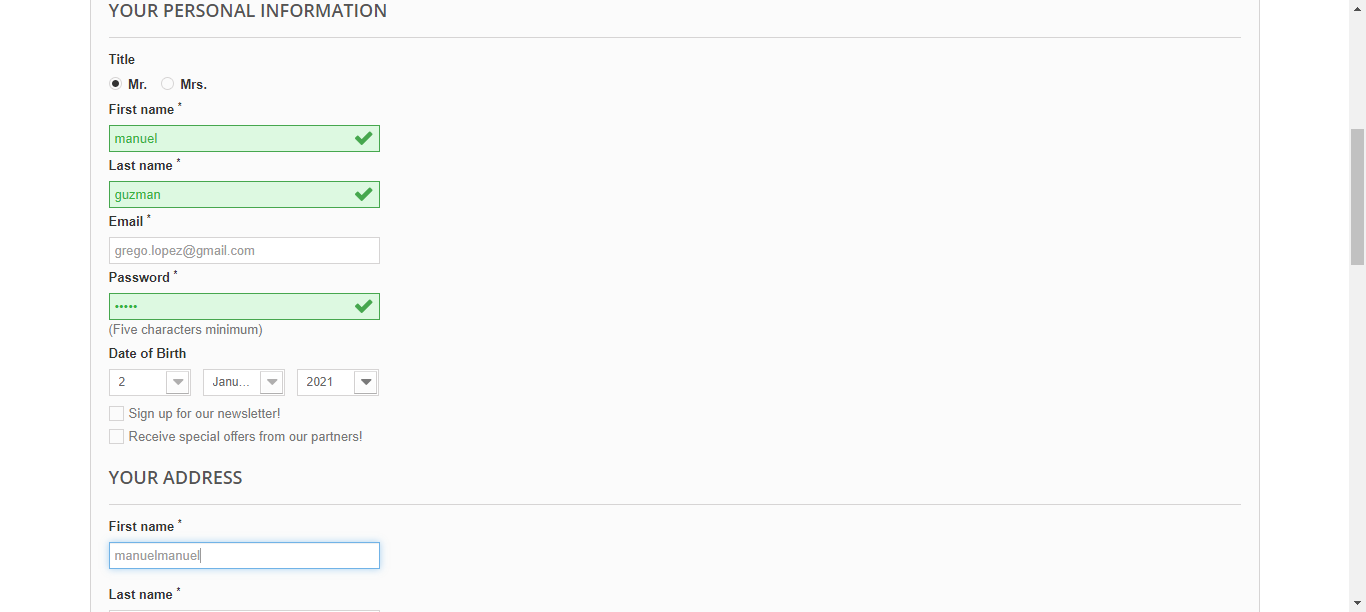 YOUR PERSONAL INFORMATION
Title
Mr. Mrs.
First name *
manuel
Last name *
guzman
Email *
grego.lopez@gmail.com
Password *
•••••
(Five characters minimum)
Date of Birth
2 Janu... 2021
Sign up for our newsletter!
Receive special offers from our partners!
YOUR ADDRESS
First name *
manuelmanuel
Last name *